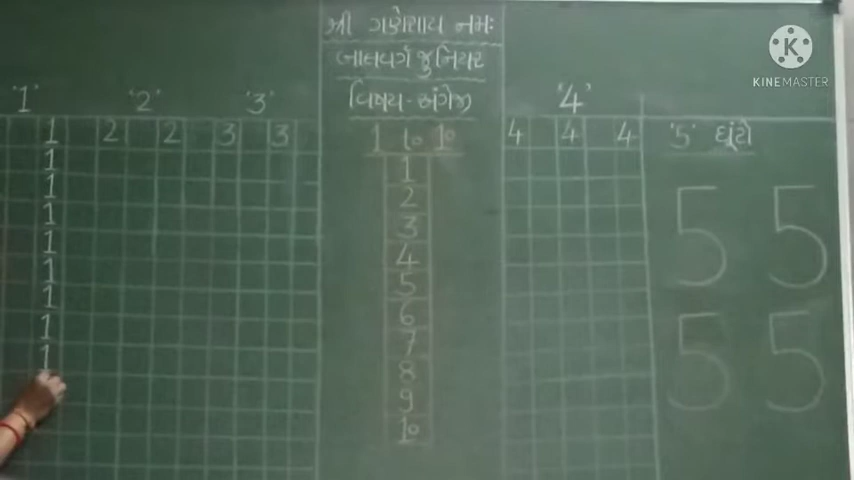 શ્રી ગણેશાય નમઃ
બાલવર્ગ જુનિયર
વિષય-અંગ્રેજી
1 to 10
1
2
3
4
5
6
7
8
9
10
'1' '2' '3'
1 2 2 3 3
1
1
1
1
1
1
1
1
'4'
4 4 4
'5' ઘૂંટો
5 5
5 5
K
KINEMASTER